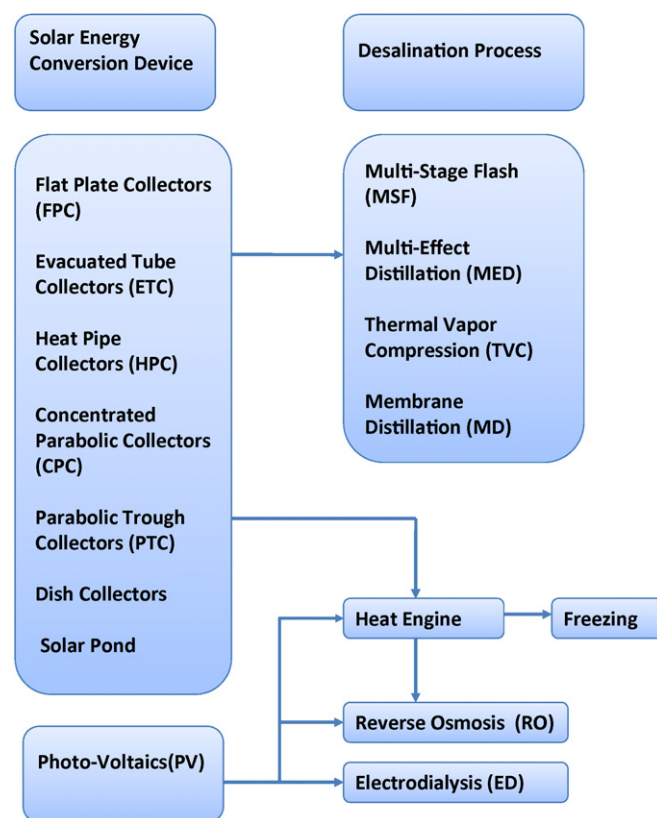 Solar Energy
Conversion Device
Desalination Process
Flat Plate Collectors
(FPC)
Evacuated Tube
Collectors (ETC)
Heat Pipe
Collectors (HPC)
Concentrated
Parabolic Collectors
(CPC)
Parabolic Trough
Collectors (PTC)
Dish Collectors
Solar Pond
Multi-Stage Flash
(MSF)
Multi-Effect
Distillation (MED)
Thermal Vapor
Compression (TVC)
Membrane
Distillation (MD)
Heat Engine
Freezing
Photo-Voltaics(PV)
Reverse Osmosis (RO)
Electrodialysis (ED)